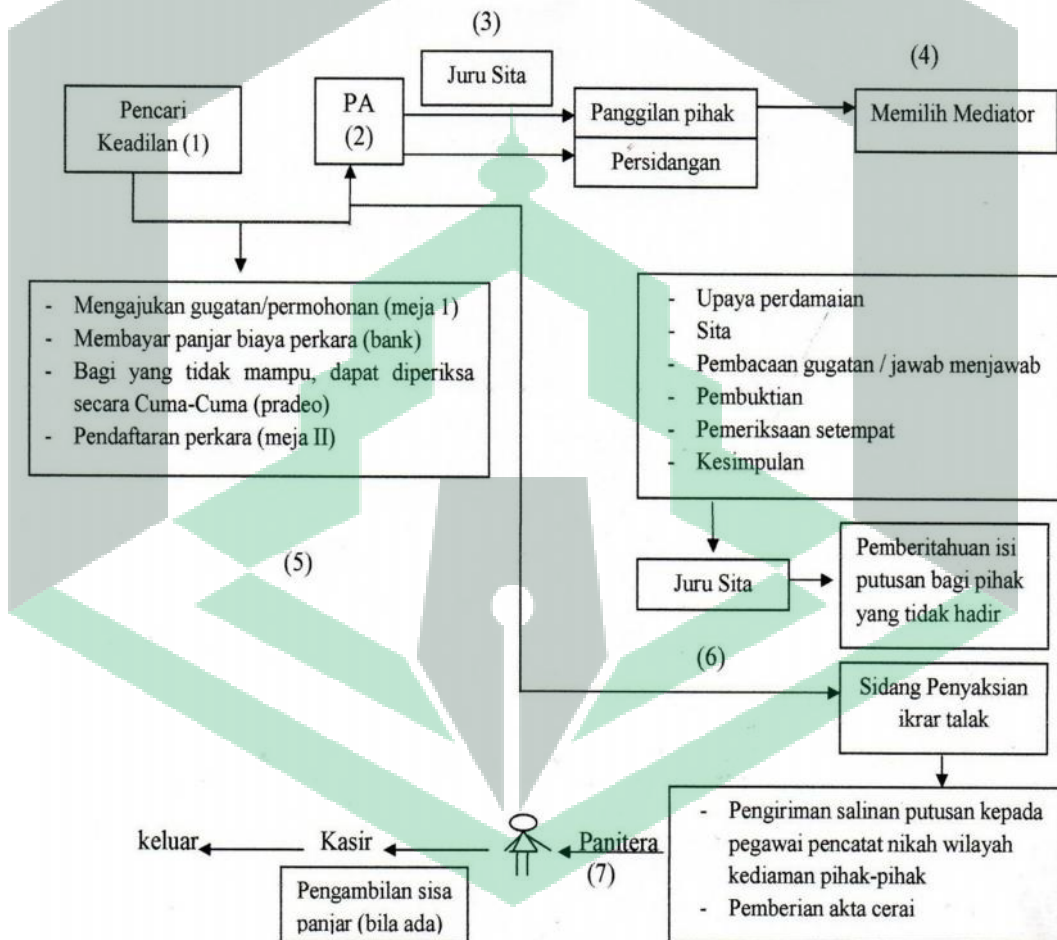 (3)
(4)
Juru Sita
Pencari
Keadilan (1)
PA
(2)
Panggilan pihak
Persidangan
Memilih Mediator
- Mengajukan gugatan/permohonan (meja 1)
- Membayar panjar biaya perkara (bank)
- Bagi yang tidak mampu, dapat diperiksa
secara Cuma-Cuma (pradeo)
- Pendaftaran perkara (meja II)
- Upaya perdamaian
- Sita
- Pembacaan gugatan / jawab menjawab
- Pembuktian
- Pemeriksaan setempat
- Kesimpulan
(5)
Juru Sita
Pemberitahuan isi
putusan bagi pihak
yang tidak hadir
(6)
Sidang Penyaksian
ikrar talak
- Pengiriman salinan putusan kepada
pegawai pencatat nikah wilayah
kediaman pihak-pihak
- Pemberian akta cerai
Panitera
(7)
Kasir
keluar
Pengambilan sisa
panjar (bila ada)